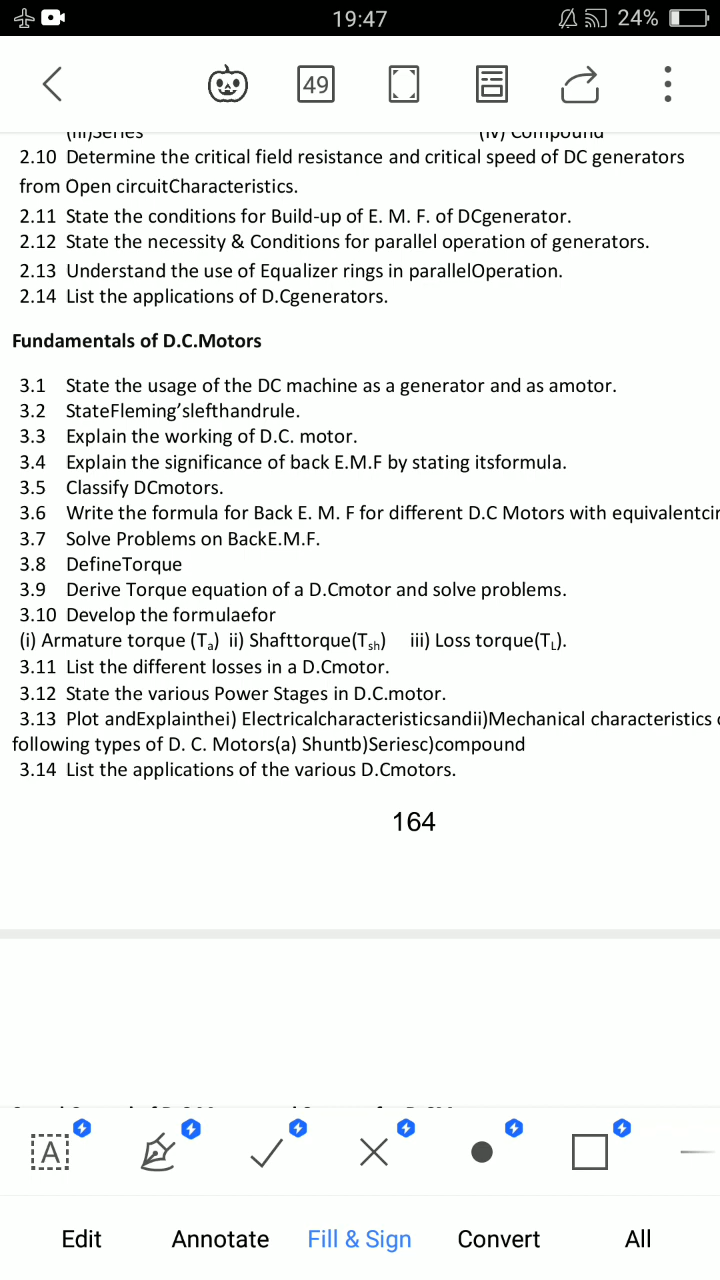 19:47
24%
49
(iii)Series (iv) Compound
2.10 Determine the critical field resistance and critical speed of DC generators
from Open circuitCharacteristics.
2.11 State the conditions for Build-up of E. M. F. of DCgenerator.
2.12 State the necessity & Conditions for parallel operation of generators.
2.13 Understand the use of Equalizer rings in parallelOperation.
2.14 List the applications of D.Cgenerators.
Fundamentals of D.C.Motors
3.1 State the usage of the DC machine as a generator and as amotor.
3.2 StateFleming'slefthandrule.
3.3 Explain the working of D.C. motor.
3.4 Explain the significance of back E.M.F by stating itsformula.
3.5 Classify DCmotors.
3.6 Write the formula for Back E. M. F for different D.C Motors with equivalentcir
3.7 Solve Problems on BackE.M.F.
3.8 DefineTorque
3.9 Derive Torque equation of a D.Cmotor and solve problems.
3.10 Develop the formulaefor
(i) Armature torque (Ta) ii) Shafttorque(Tsh) iii) Loss torque(TL).
3.11 List the different losses in a D.Cmotor.
3.12 State the various Power Stages in D.C.motor.
3.13 Plot andExplainthei) Electricalcharacteristicsandii)Mechanical characteristics
following types of D. C. Motors(a) Shuntb)Seriesc)compound
3.14 List the applications of the various D.Cmotors.
164
A
Edit Annotate Fill & Sign Convert All